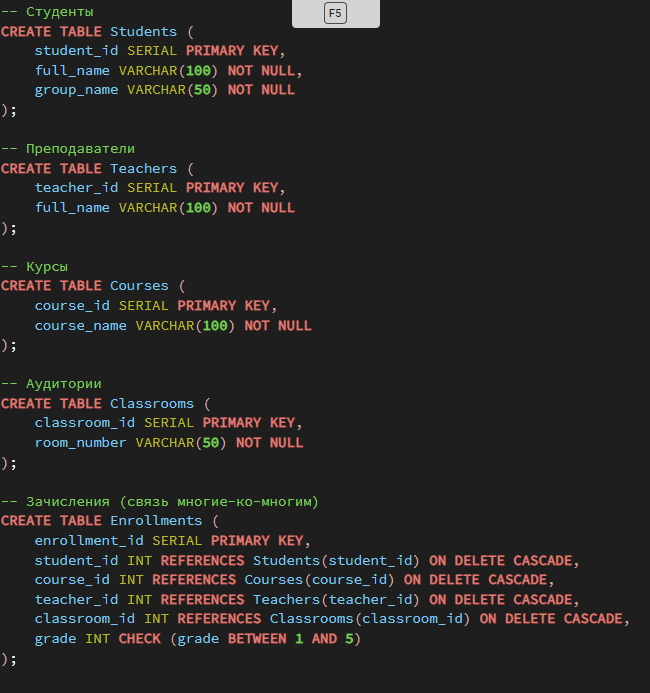 F5
-- Студенты
CREATE TABLE Students (
    student_id SERIAL PRIMARY KEY,
    full_name VARCHAR(100) NOT NULL,
    group_name VARCHAR(50) NOT NULL
);

-- Преподаватели
CREATE TABLE Teachers (
    teacher_id SERIAL PRIMARY KEY,
    full_name VARCHAR(100) NOT NULL
);

-- Курсы
CREATE TABLE Courses (
    course_id SERIAL PRIMARY KEY,
    course_name VARCHAR(100) NOT NULL
);

-- Аудитории
CREATE TABLE Classrooms (
    classroom_id SERIAL PRIMARY KEY,
    room_number VARCHAR(50) NOT NULL
);

-- Зачисления (связь многие-ко-многим)
CREATE TABLE Enrollments (
    enrollment_id SERIAL PRIMARY KEY,
    student_id INT REFERENCES Students(student_id) ON DELETE CASCADE,
    course_id INT REFERENCES Courses(course_id) ON DELETE CASCADE,
    teacher_id INT REFERENCES Teachers(teacher_id) ON DELETE CASCADE,
    classroom_id INT REFERENCES Classrooms(classroom_id) ON DELETE CASCADE,
    grade INT CHECK (grade BETWEEN 1 AND 5)
);